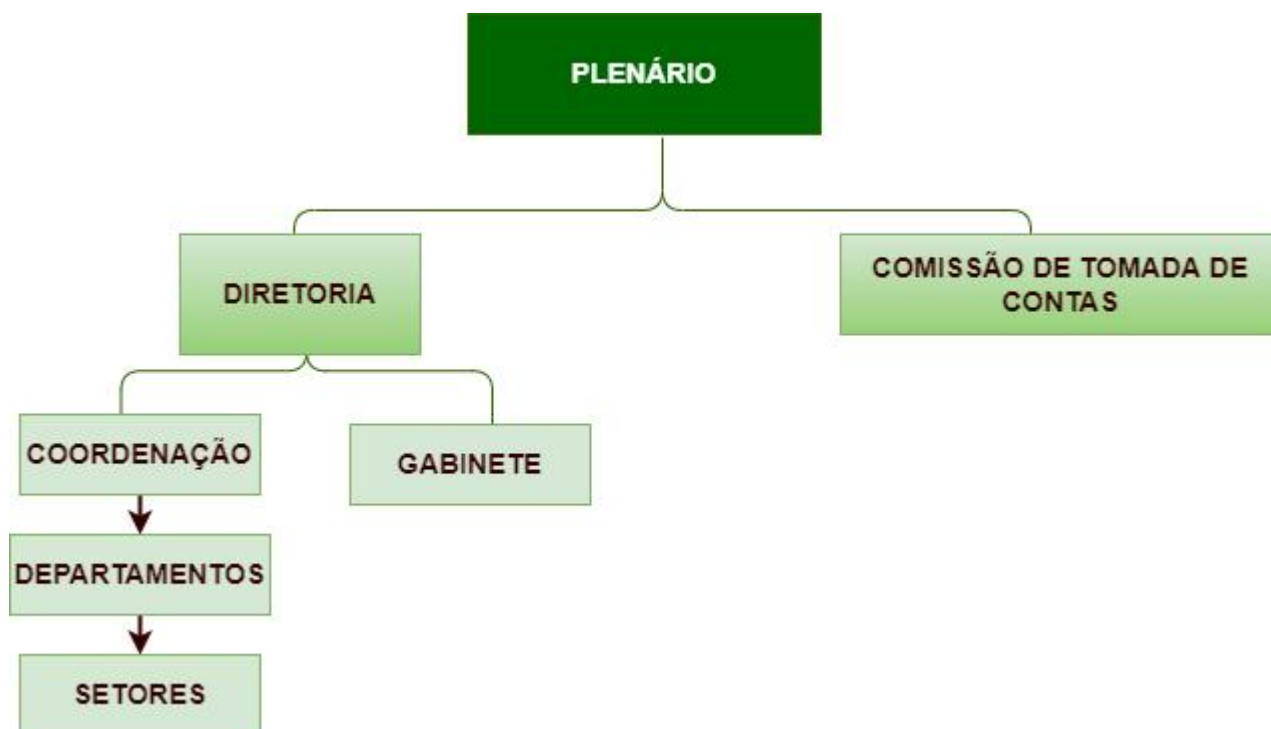 PLENÁRIO
DIRETORIA
COMISSÃO DE TOMADA DE
CONTAS
COORDENAÇÃO
GABINETE
DEPARTAMENTOS
SETORES